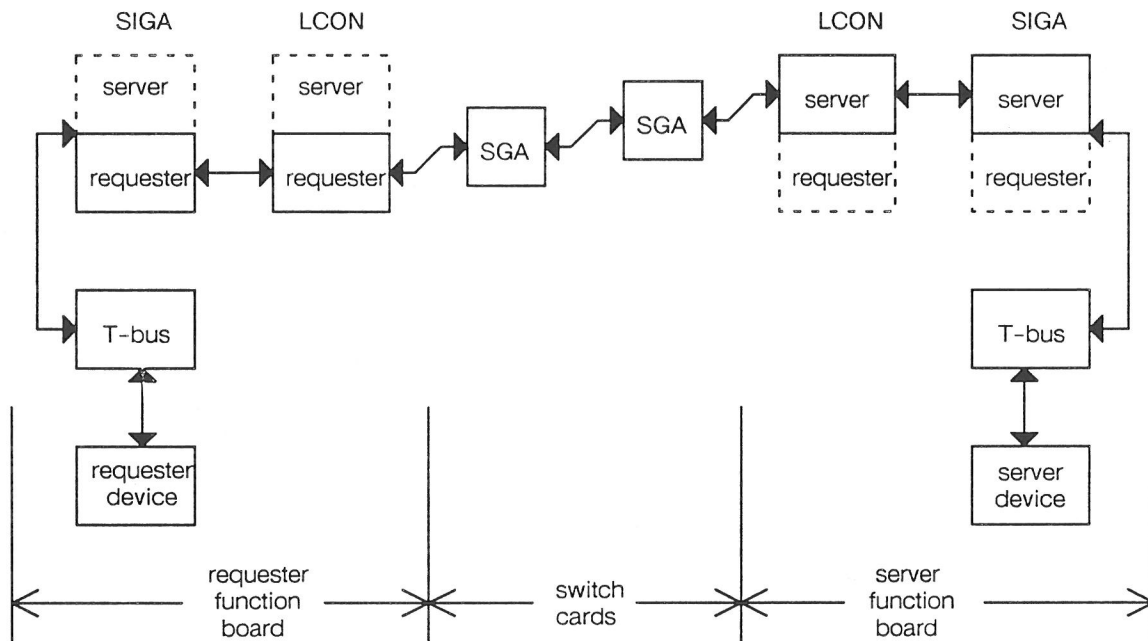 SIGA
LCON
LCON
SIGA
server
server
SGA
SGA
server
server
requester
requester
requester
requester
T-bus
T-bus
requester
device
server
device
requester
function
board
switch
cards
server
function
board